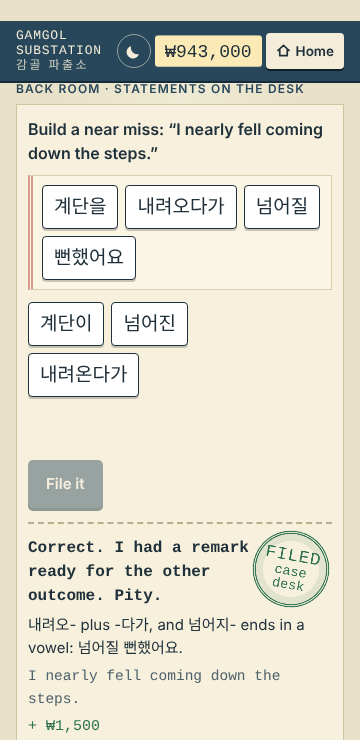 GAMGOL
SUBSTATION
감골 파출소
₩943,000
Home
BACK ROOM · STATEMENTS ON THE DESK
Build a near miss: “I nearly fell coming
down the steps.”
계단을 내려오다가 넘어질
뻔했어요
계단이 넘어진
내려온다가
File it
Correct. I had a remark
ready for the other
outcome. Pity.
FILED
case
desk
내려오- plus -다가, and 넘어지- ends in a
vowel: 넘어질 뻔했어요.
I nearly fell coming down the
steps.
+ ₩1,500